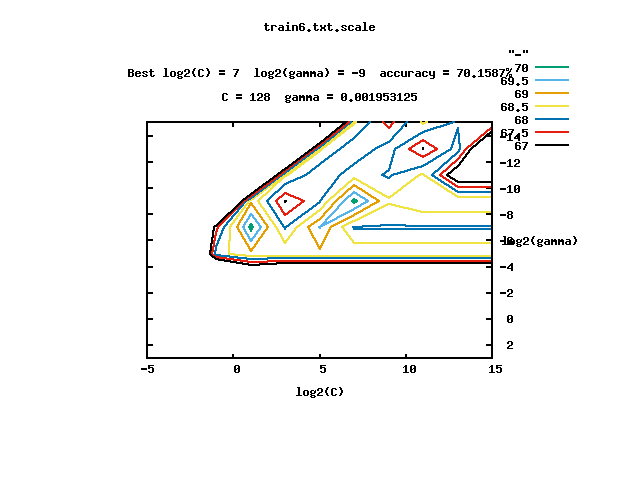 train6.txt.scale
"-"
Best log2(C) = 7  log2(gamma) = -9  accuracy = 70.1587%
70
69.5
C = 128  gamma = 0.001953125
69
68.5
68
67.5
67
-14
-12
-10
-8
-6
log2(gamma)
-4
-2
0
2
-5 0 5 10 15
log2(C)